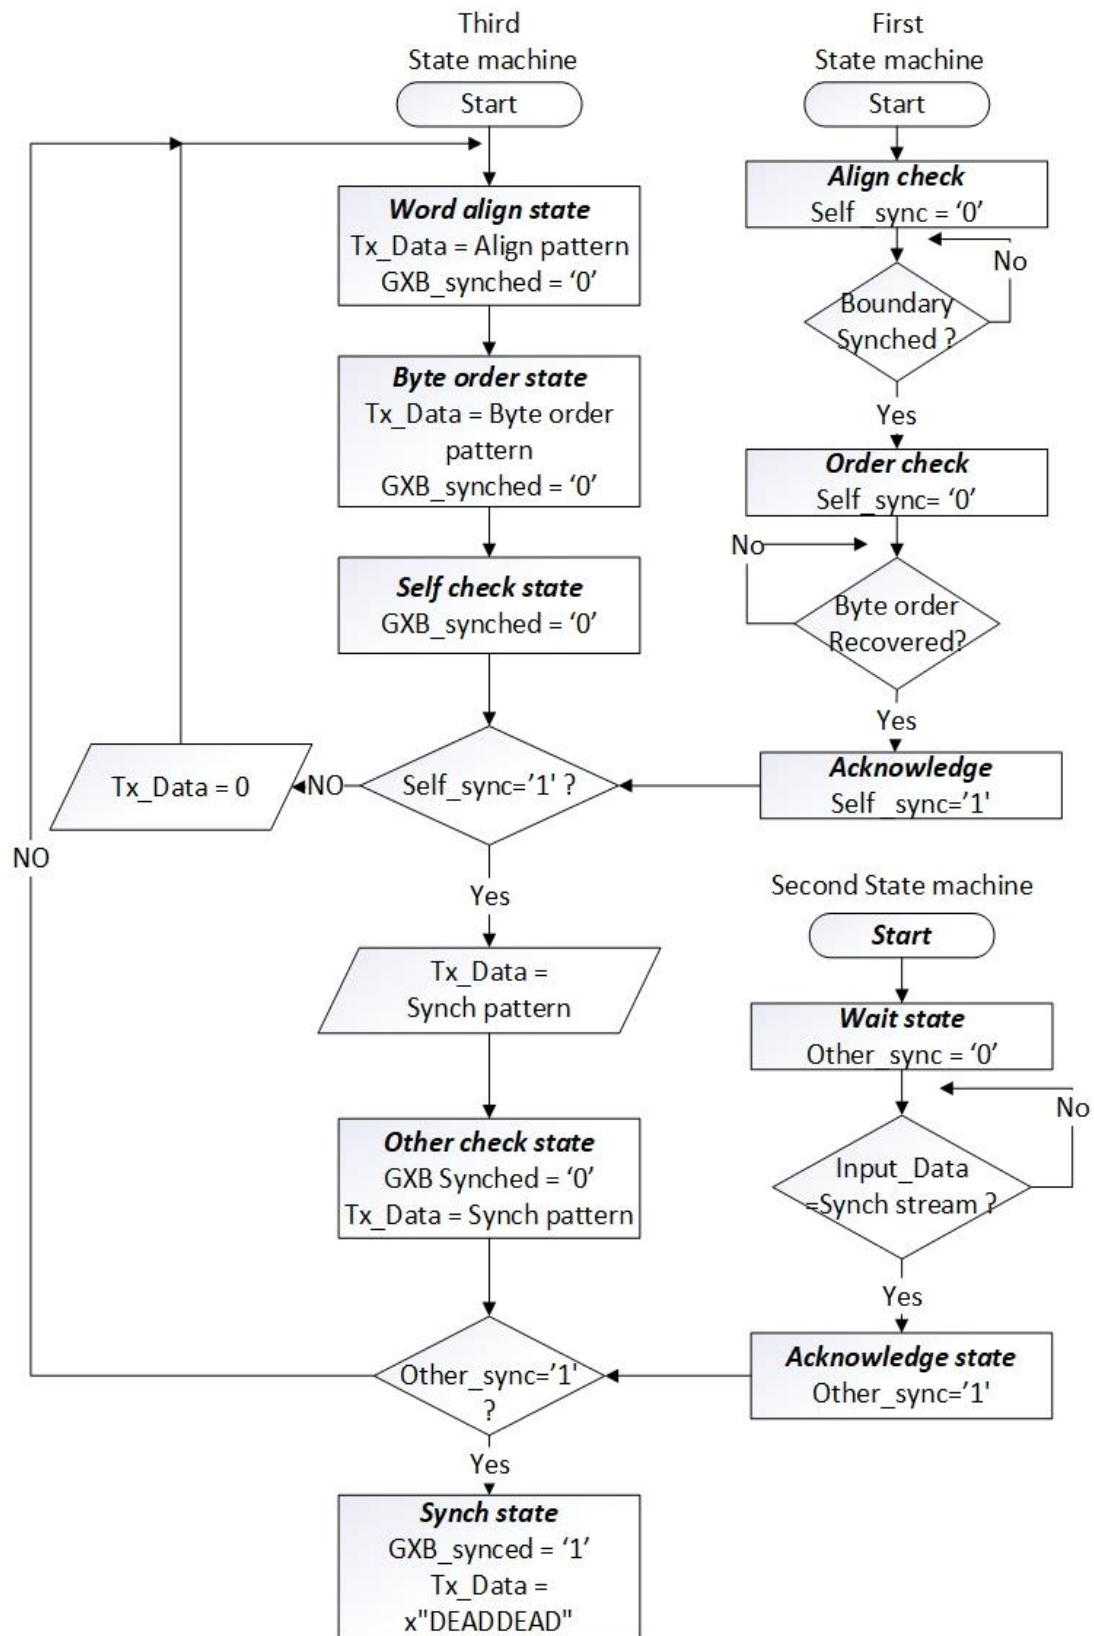 Third
State machine
Start
Word align state
Tx_Data = Align pattern
GXB_synched = ‘0’
Byte order state
Tx_Data = Byte order
pattern
GXB_synched = ‘0’
Self check state
GXB_synched = ‘0’
Self_sync=’1' ?
NO
Tx_Data = 0
NO
Yes
Tx_Data =
Synch pattern
Other check state
GXB Synched = ‘0’
Tx_Data = Synch pattern
Other_sync=’1'
?
Yes
Synch state
GXB_synced = ‘1’
Tx_Data =
x"DEADDEAD"
First
State machine
Start
Align check
Self_sync = ‘0’
No
Boundary
Synched ?
Yes
Order check
Self_sync= ‘0’
No
Byte order
Recovered?
Yes
Acknowledge
Self_sync=’1'
Second State machine
Start
Wait state
Other_sync = ‘0’
No
Input_Data
=Synch stream ?
Yes
Acknowledge state
Other_sync=’1'